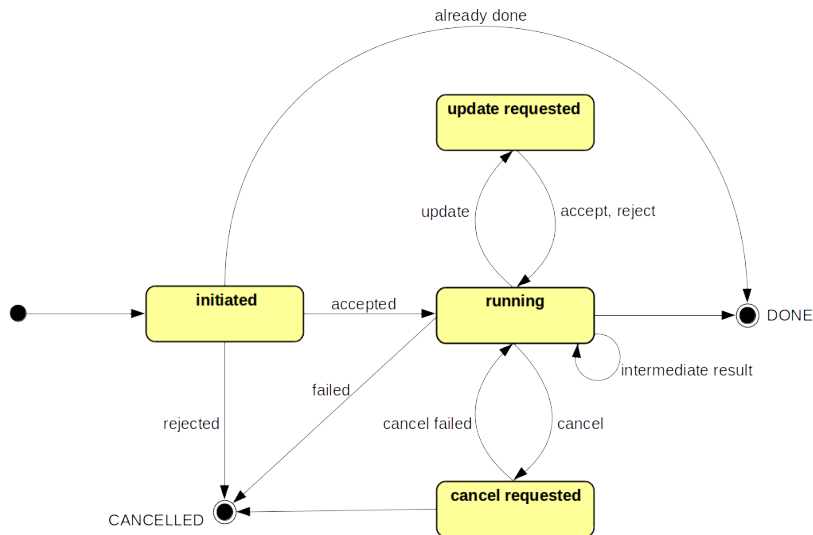 already done
update requested
update
accept, reject
initiated
accepted
running
DONE
intermediate result
failed
rejected
cancel failed
cancel
cancel requested
CANCELLED